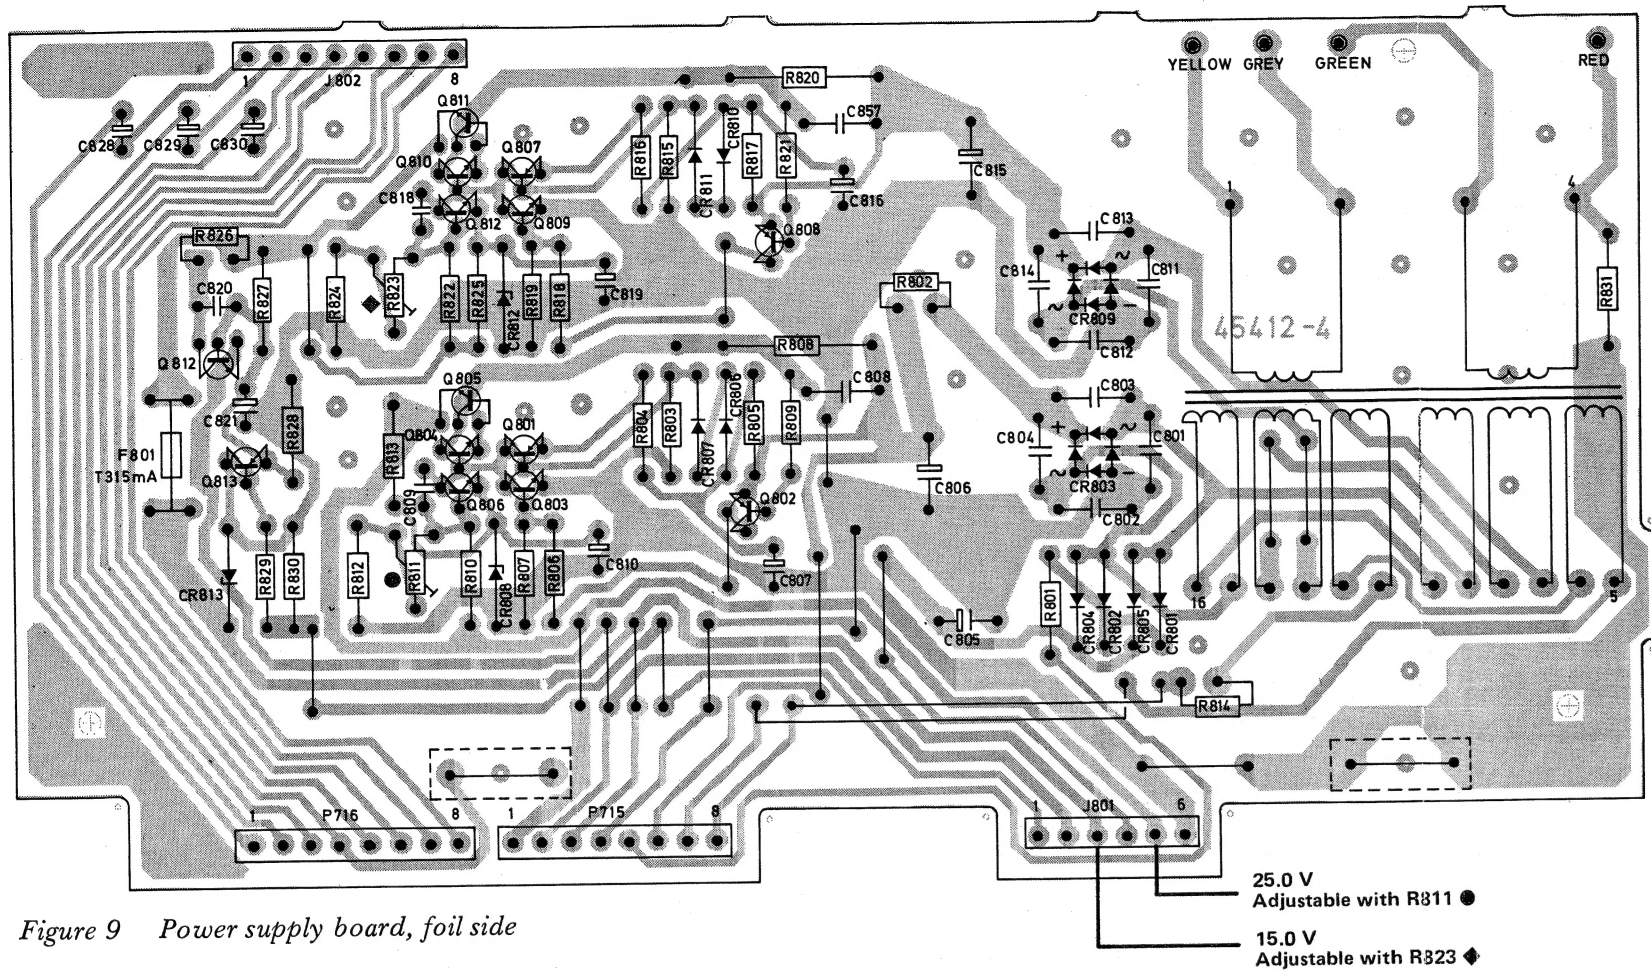 YELLOW GREY GREEN RED
1 J802 8
Q811
R820
R810
C857
C828 C829 C830
Q810 Q807
R816 R815 CR811 CR810 R817 R821
C815
C818
C816
1 4
Q812 Q809
Q808
C813
R826
C814 + ~ C811
C820
R827 R824 R823 R822 R825 CR812 R819 R818
C819
R802
~ CR809 −
R831
45412-4
Q812
R808
C812
Q805
CR806
C808
C803
C821
R828
R804 R803 CR807 R805 R809
Q804 Q801
C804 + ~ C801
F801
T315mA
R813
Q813
C809
~ CR803 −
C806
Q806 Q803
Q802
C802
CR813
R829 R830
R812 R811 R810 CR808 R807 R806
C810
C807
R801 CR804 CR802 CR805 CR801
16 5
C805
R814
1 P716 8
1 P715 8
1 J801 6
25.0 V
Adjustable with R811
15.0 V
Adjustable with R823
Figure 9 Power supply board, foil side